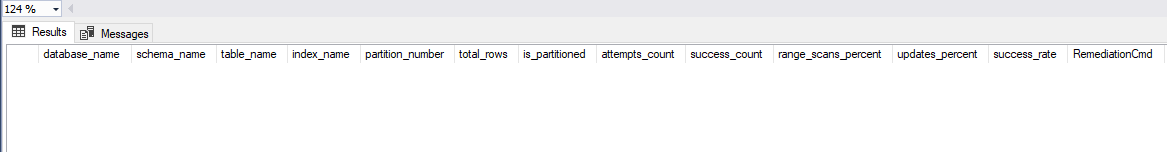 124 %
Results Messages
database_name schema_name table_name index_name partition_number total_rows is_partitioned attempts_count success_count range_scans_percent updates_percent success_rate RemediationCmd